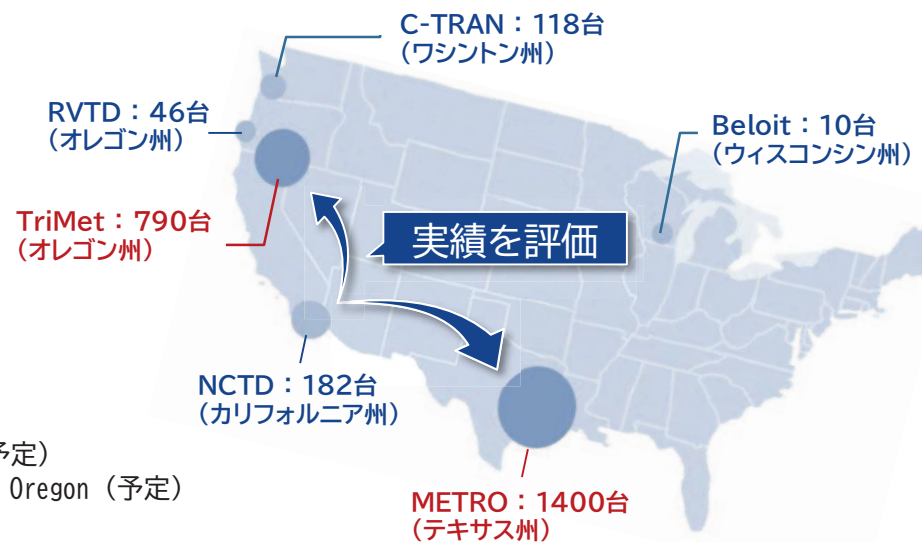 C-TRAN：118台
（ワシントン州）
RVTD：46台
（オレゴン州）
Beloit：10台
（ウィスコンシン州）
TriMet：790台
（オレゴン州）
実績を評価
NCTD：182台
（カリフォルニア州）
予定）
Oregon（予定）
METRO：1400台
（テキサス州）